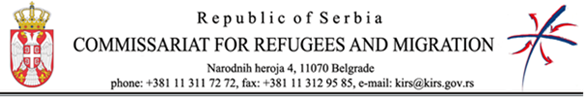 Republic of Serbia
COMMISSARIAT FOR REFUGEES AND MIGRATION
Narodnih heroja 4, 11070 Belgrade
phone: +381 11 311 72 72, fax: +381 11 312 95 85, e-mail: kirs@kirs.gov.rs